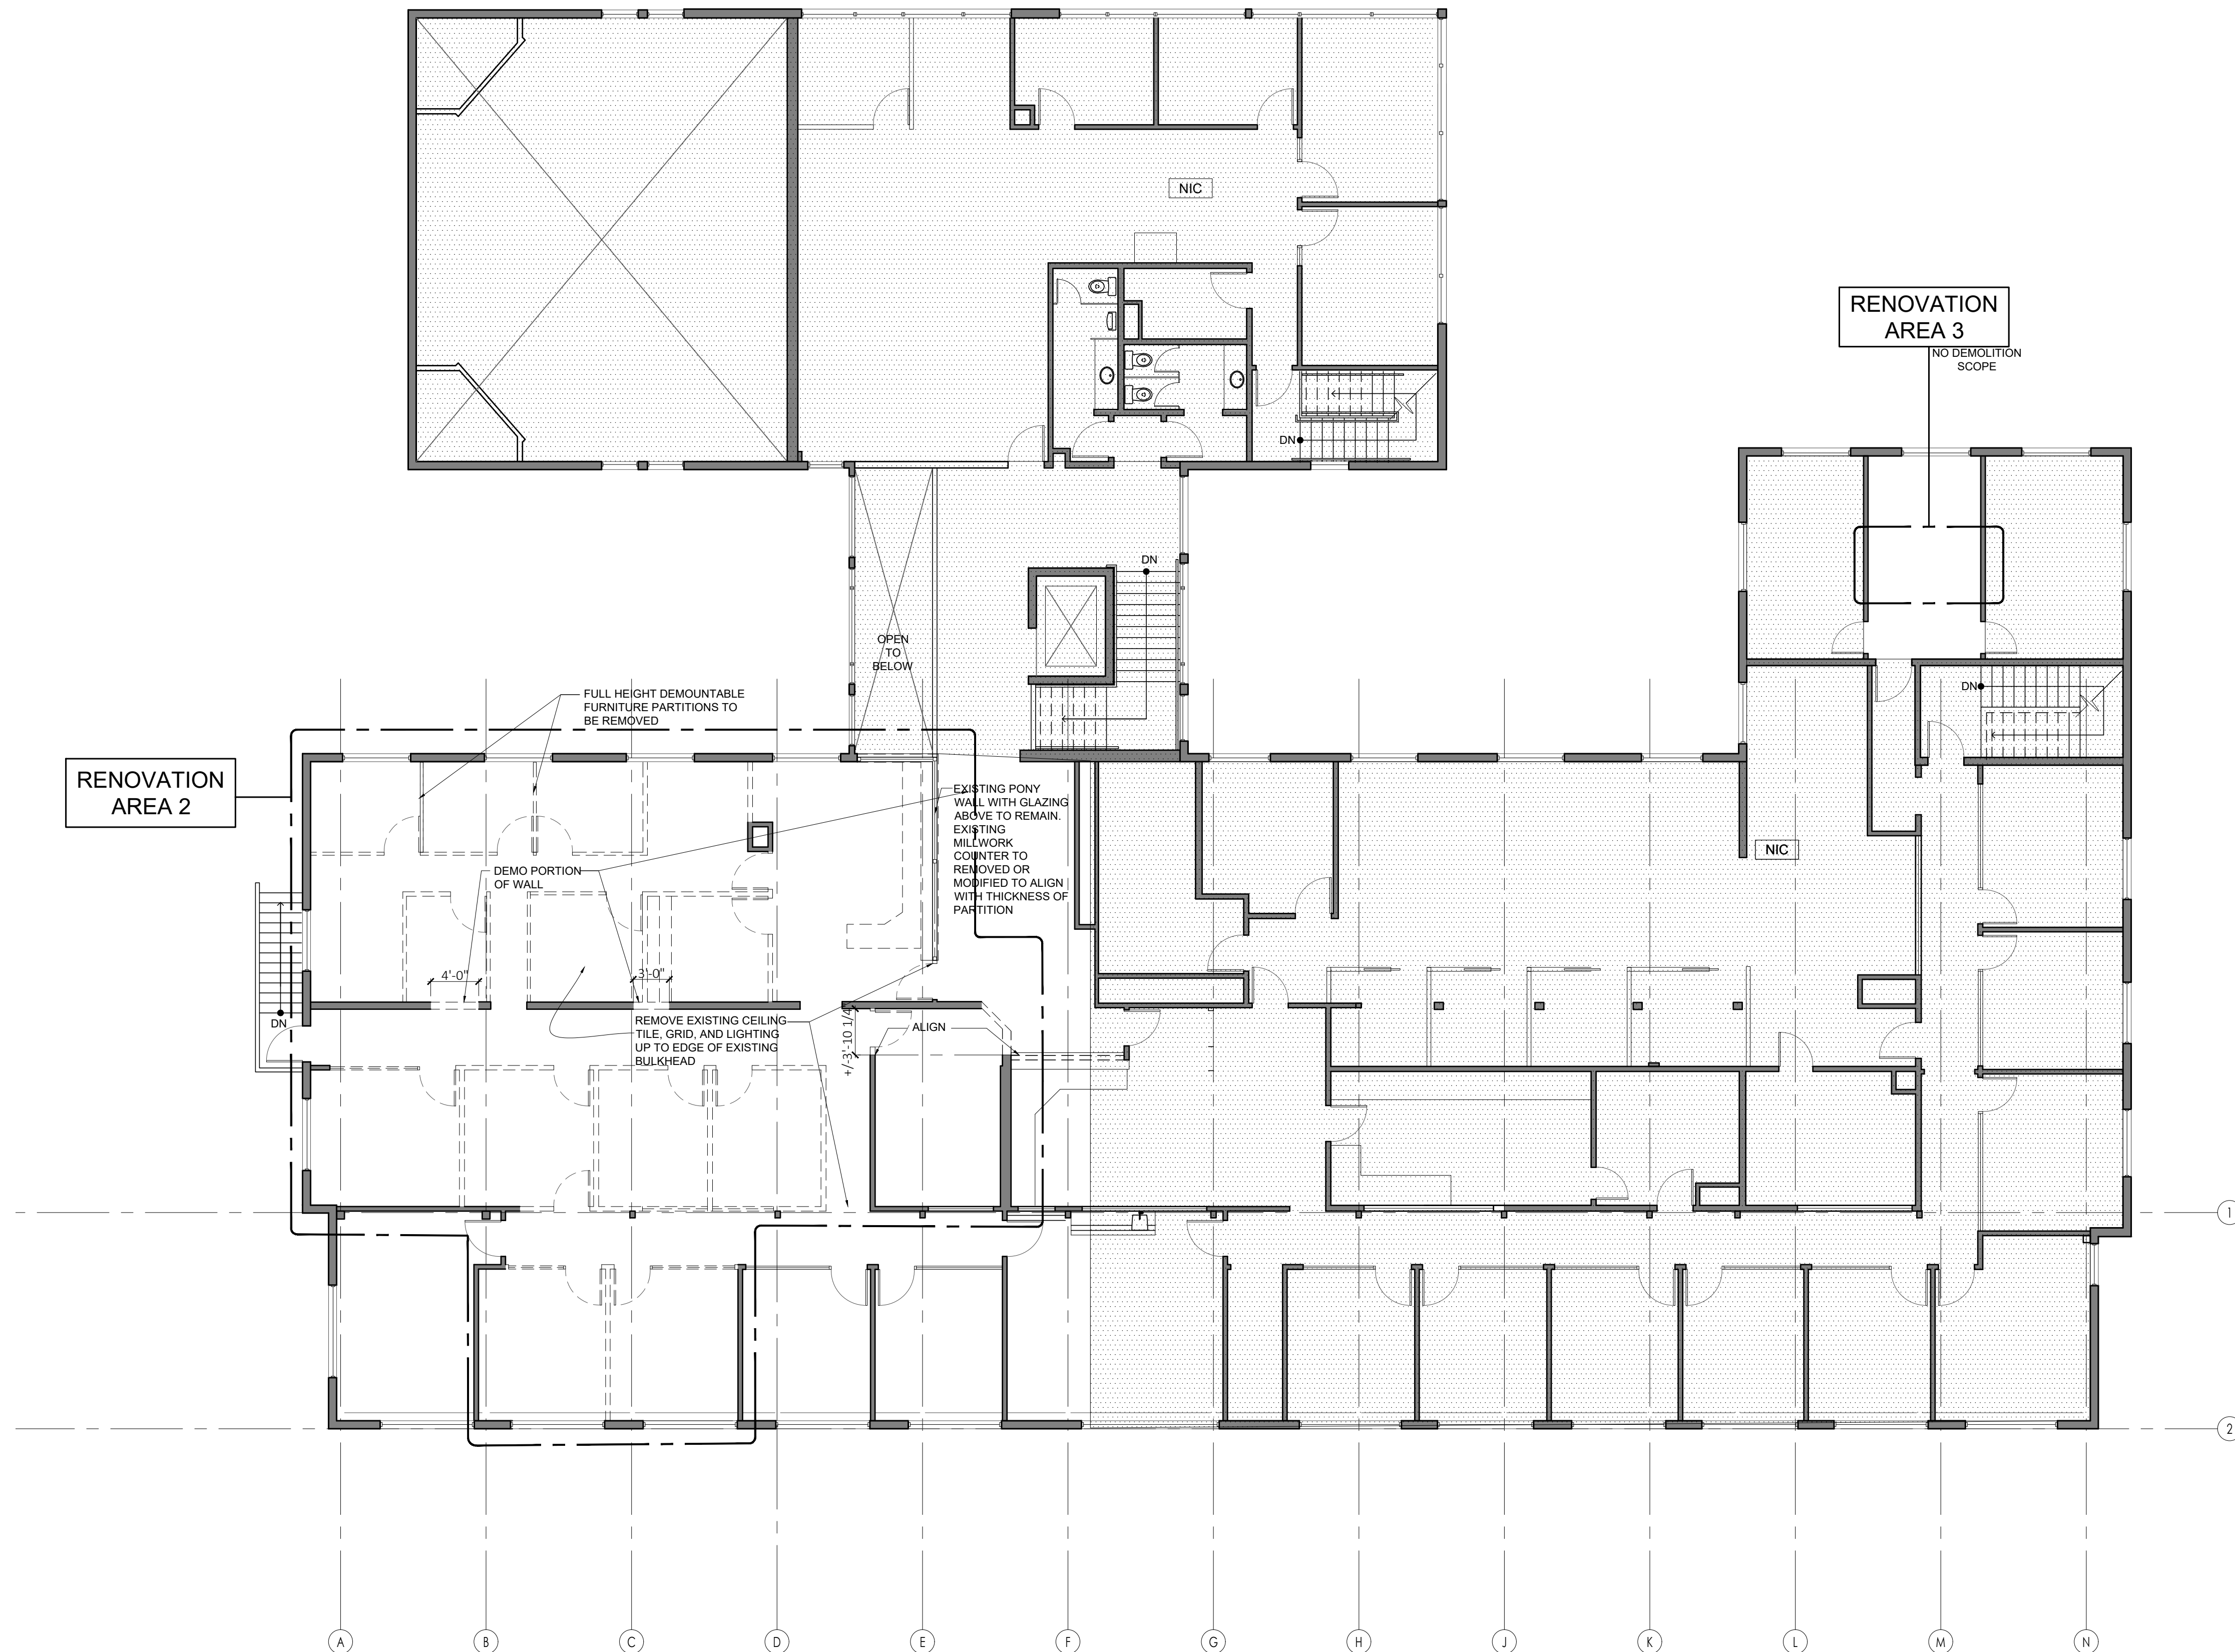 NIC
DN
RENOVATION
AREA 3
NO DEMOLITION
SCOPE
DN
OPEN
TO
BELOW
DN
FULL HEIGHT DEMOUNTABLE
FURNITURE PARTITIONS TO
BE REMOVED
RENOVATION
AREA 2
EXISTING PONY
WALL WITH GLAZING
ABOVE TO REMAIN.
EXISTING
MILLWORK
COUNTER TO
REMOVED OR
MODIFIED TO ALIGN
WITH THICKNESS OF
PARTITION
NIC
DEMO PORTION
OF WALL
4'-0"
3'-0"
DN
REMOVE EXISTING CEILING
TILE, GRID, AND LIGHTING
UP TO EDGE OF EXISTING
BULKHEAD
+/-3'-10 1/4"
ALIGN
1
2
A
B
C
D
E
F
G
H
J
K
L
M
N